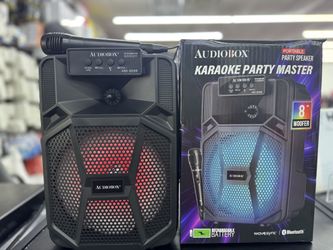 AUDIOBOX
AUDIOBOX
AUDIOBOX
PORTABLE
PARTY SPEAKER
KARAOKE PARTY MASTER
8"
WOOFER
RECHARGEABLE
BATTERY
Bluetooth